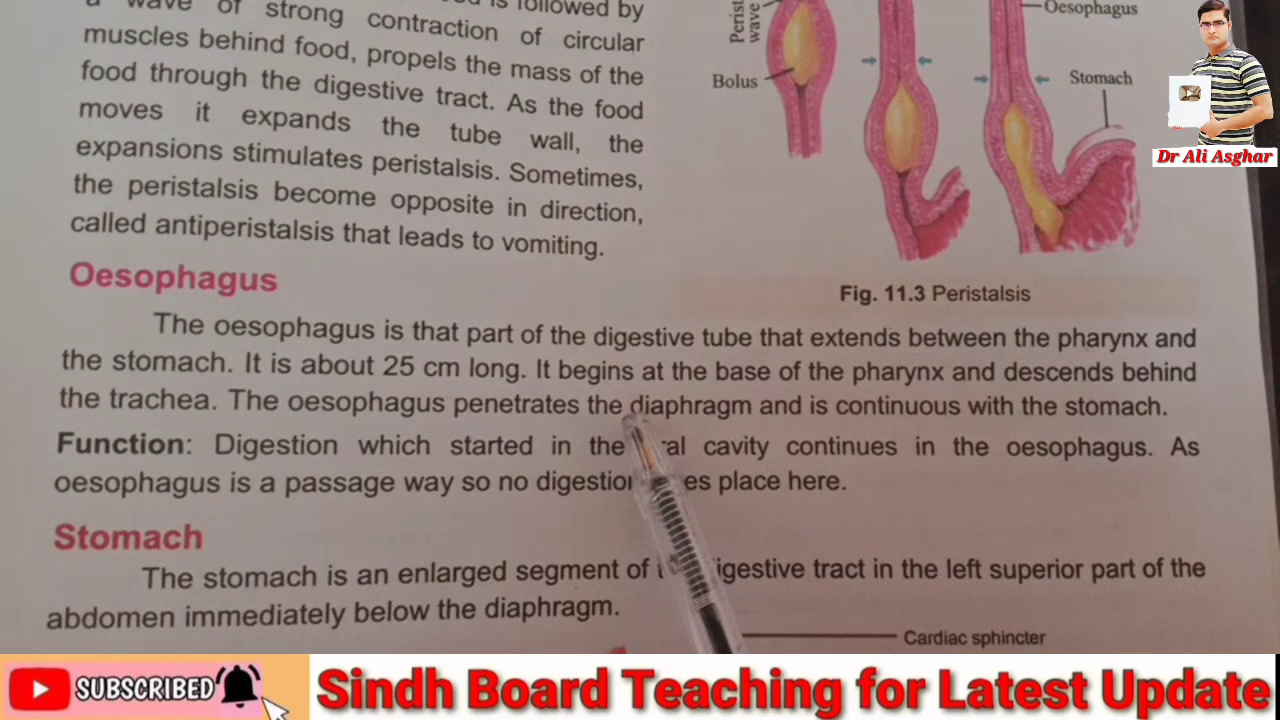 a wave of strong contraction of circular
muscles behind food, propels the mass of the
food through the digestive tract. As the food
moves it expands the tube wall, the
expansions stimulates peristalsis. Sometimes,
the peristalsis become opposite in direction,
called antiperistalsis that leads to vomiting.
wave
Bolus
Oesophagus
Stomach
Fig. 11.3 Peristalsis
Dr Ali Asghar
Oesophagus
The oesophagus is that part of the digestive tube that extends between the pharynx and
the stomach. It is about 25 cm long. It begins at the base of the pharynx and descends behind
the trachea. The oesophagus penetrates the diaphragm and is continuous with the stomach.
Function: Digestion which started in the cavity continues in the oesophagus. As
oesophagus is a passage way so no place here.
Stomach
The stomach is an enlarged segment of tract in the left superior part of the
abdomen immediately below the diaphragm.
Cardiac sphincter
SUBSCRIBED
Sindh Board Teaching for Latest Update